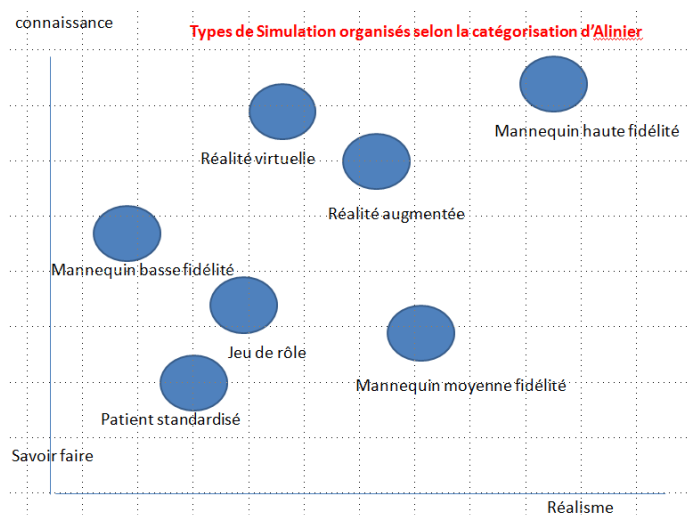 connaissance
Types de Simulation organisés selon la catégorisation d'Alinier
Mannequin haute fidélité
Réalité virtuelle
Réalité augmentée
Mannequin basse fidélité
Jeu de rôle
Mannequin moyenne fidélité
Patient standardisé
Savoir faire
Réalisme